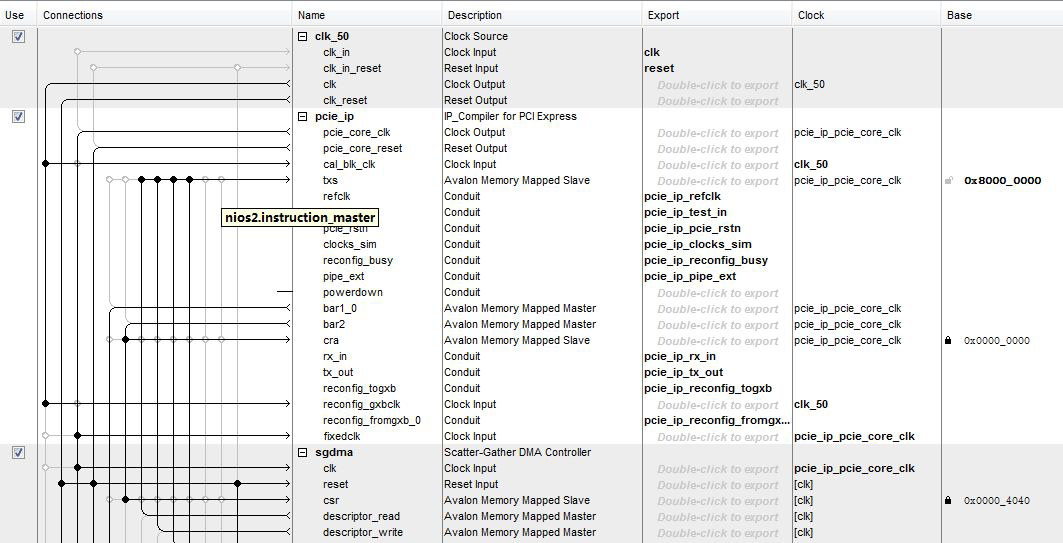 Use Connections Name Description Export Clock Base
clk_50 Clock Source
clk_in Clock Input clk
clk_in_reset Reset Input reset
clk Clock Output Double-click to export clk_50
clk_reset Reset Output Double-click to export
pcie_ip IP_Compiler for PCI Express
pcie_core_clk Clock Output Double-click to export pcie_ip_pcie_core_clk
pcie_core_reset Reset Output Double-click to export
cal_blk_clk Clock Input Double-click to export clk_50
txs Avalon Memory Mapped Slave Double-click to export pcie_ip_pcie_core_clk 0x8000_0000
refclk Conduit pcie_ip_refclk
nios2.instruction_master Conduit pcie_ip_test_in
pcie_rstn Conduit pcie_ip_pcie_rstn
clocks_sim Conduit pcie_ip_clocks_sim
reconfig_busy Conduit pcie_ip_reconfig_busy
pipe_ext Conduit pcie_ip_pipe_ext
powerdown Conduit Double-click to export
bar1_0 Avalon Memory Mapped Master Double-click to export pcie_ip_pcie_core_clk
bar2 Avalon Memory Mapped Master Double-click to export pcie_ip_pcie_core_clk
cra Avalon Memory Mapped Slave Double-click to export pcie_ip_pcie_core_clk 0x0000_0000
rx_in Conduit pcie_ip_rx_in
tx_out Conduit pcie_ip_tx_out
reconfig_togxb Conduit pcie_ip_reconfig_togxb
reconfig_gxbclk Clock Input Double-click to export clk_50
reconfig_fromgxb_0 Conduit pcie_ip_reconfig_fromgx...
fixedclk Clock Input Double-click to export pcie_ip_pcie_core_clk
sgdma Scatter-Gather DMA Controller
clk Clock Input Double-click to export pcie_ip_pcie_core_clk
reset Reset Input Double-click to export [clk]
csr Avalon Memory Mapped Slave Double-click to export [clk] 0x0000_4040
descriptor_read Avalon Memory Mapped Master Double-click to export [clk]
descriptor_write Avalon Memory Mapped Master Double-click to export [clk]